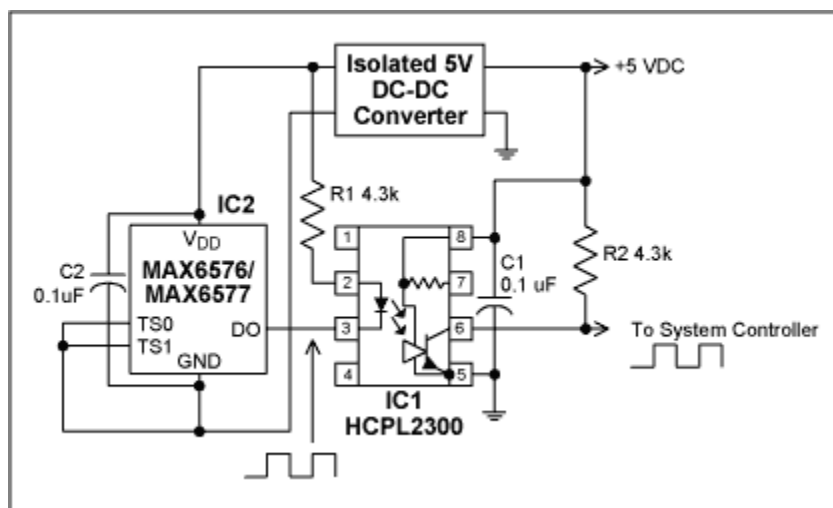 Isolated 5V
DC-DC
Converter
+5 VDC
R1 4.3k
IC2
VDD
MAX6576/
MAX6577
C2
0.1uF
TS0
TS1
DO
GND
1
2
3
4
8
7
6
5
C1
0.1 uF
R2 4.3k
To System Controller
IC1
HCPL2300